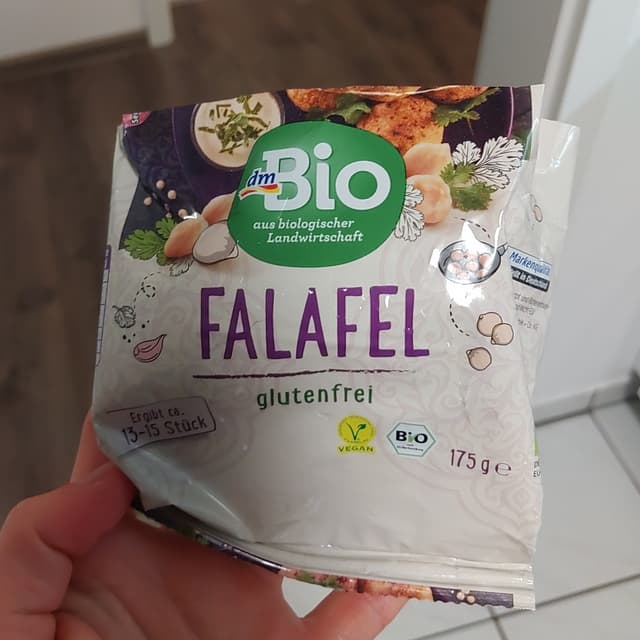 dm
Bio
aus biologischer
Landwirtschaft
FALAFEL
glutenfrei
Ergibt ca.
13-15 Stück
VEGAN
BIO
175 g e
Markenqualität